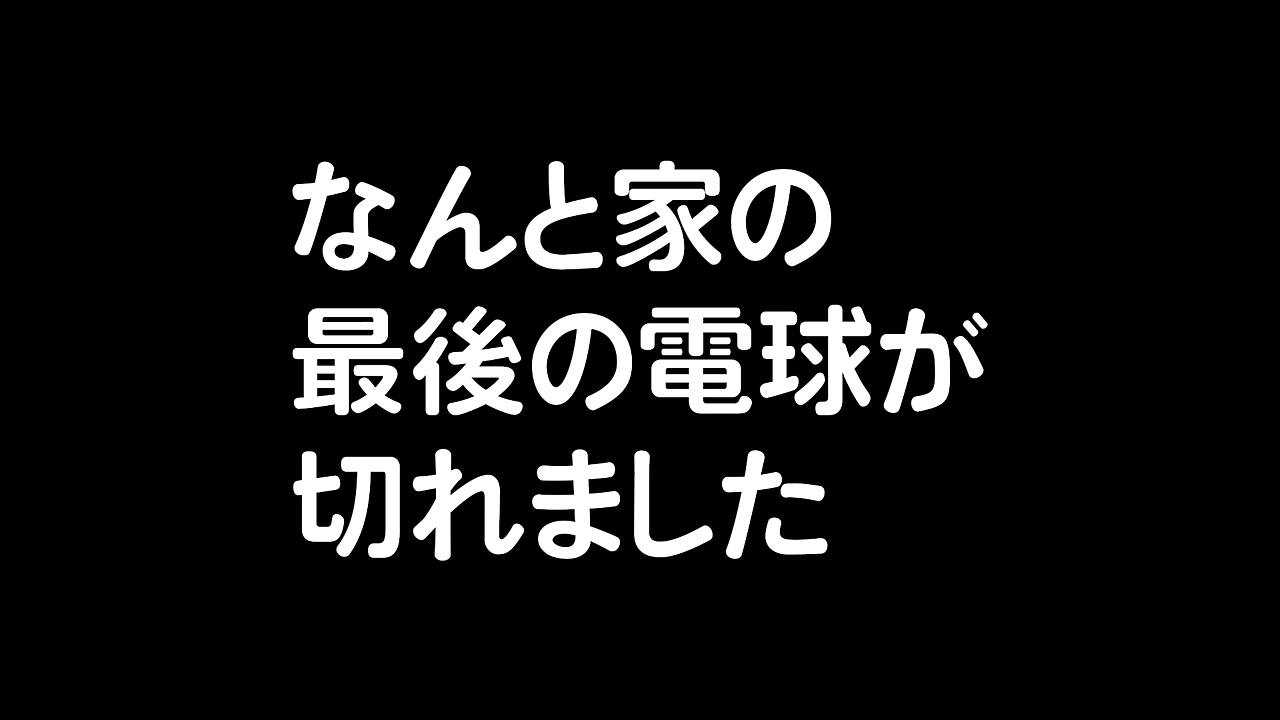 なんと家の
最後の電球が
切れました